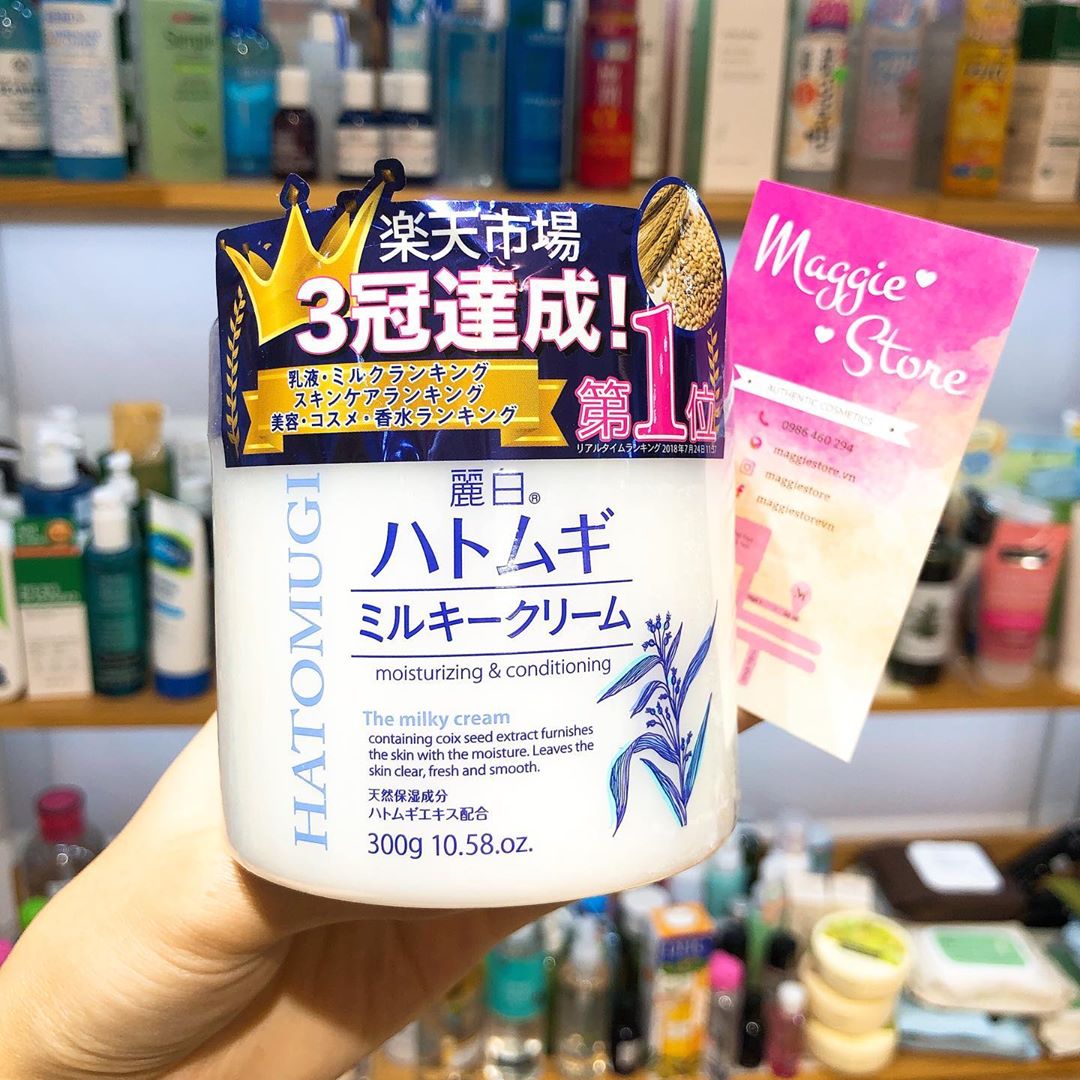 楽天市場
3冠達成!
乳液・ミルクランキング
スキンケアランキング
美容・コスメ・香水ランキング
第1位
リアルタイムランキング2018年7月24日11:37
HATOMUGI
麗白®
ハトムギ
ミルキークリーム
moisturizing & conditioning
The milky cream
containing coix seed extract furnishes
the skin with the moisture. Leaves the
skin clear, fresh and smooth.
天然保湿成分
ハトムギエキス配合
300g 10.58.oz.
Maggie
Store
AUTHENTIC COSMETICS
0986 460 294
maggiestore.vn
maggiestore
maggiestorevn
Simple